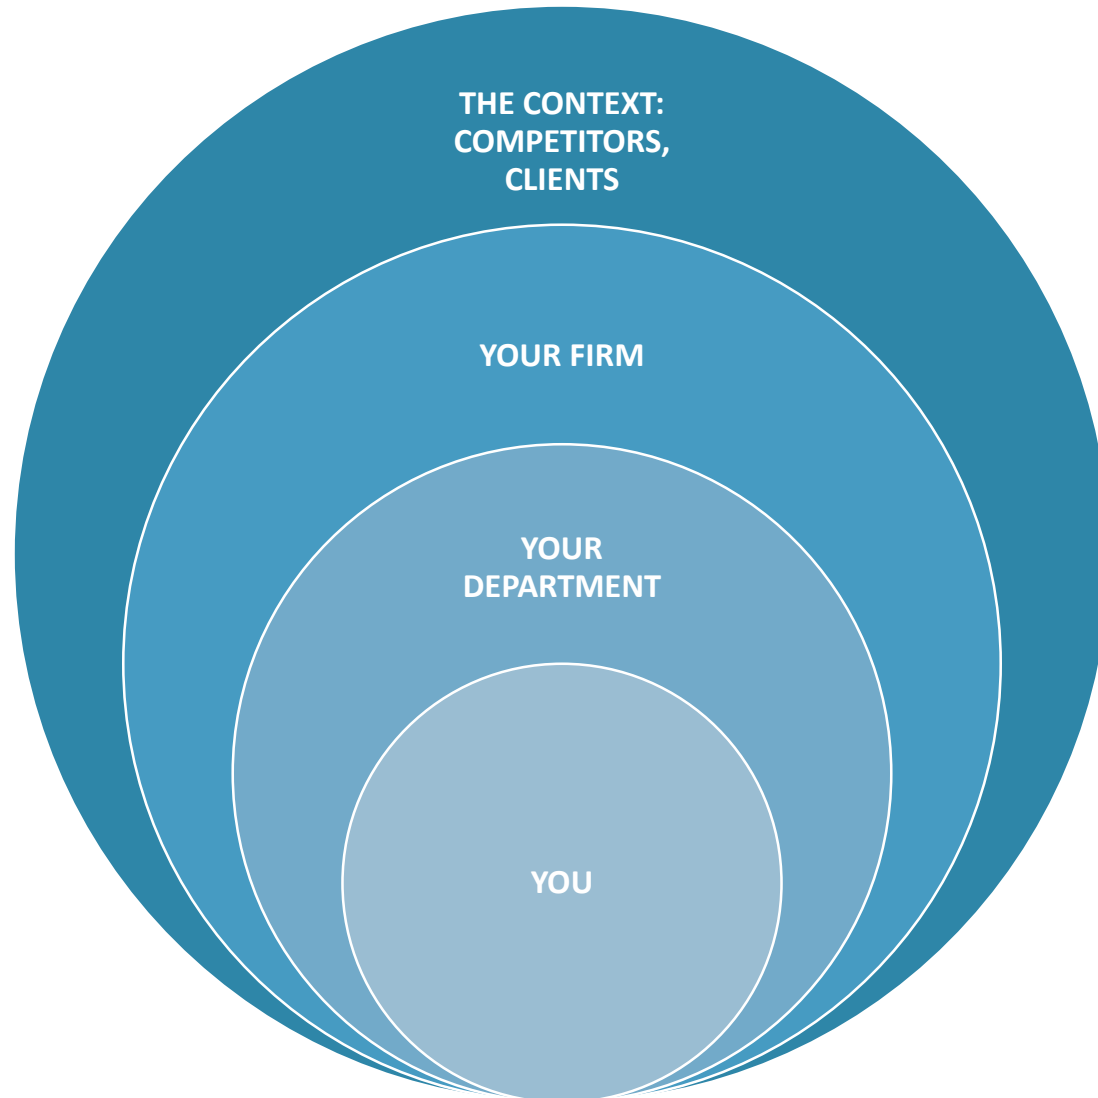 THE CONTEXT:
COMPETITORS,
CLIENTS
YOUR FIRM
YOUR
DEPARTMENT
YOU